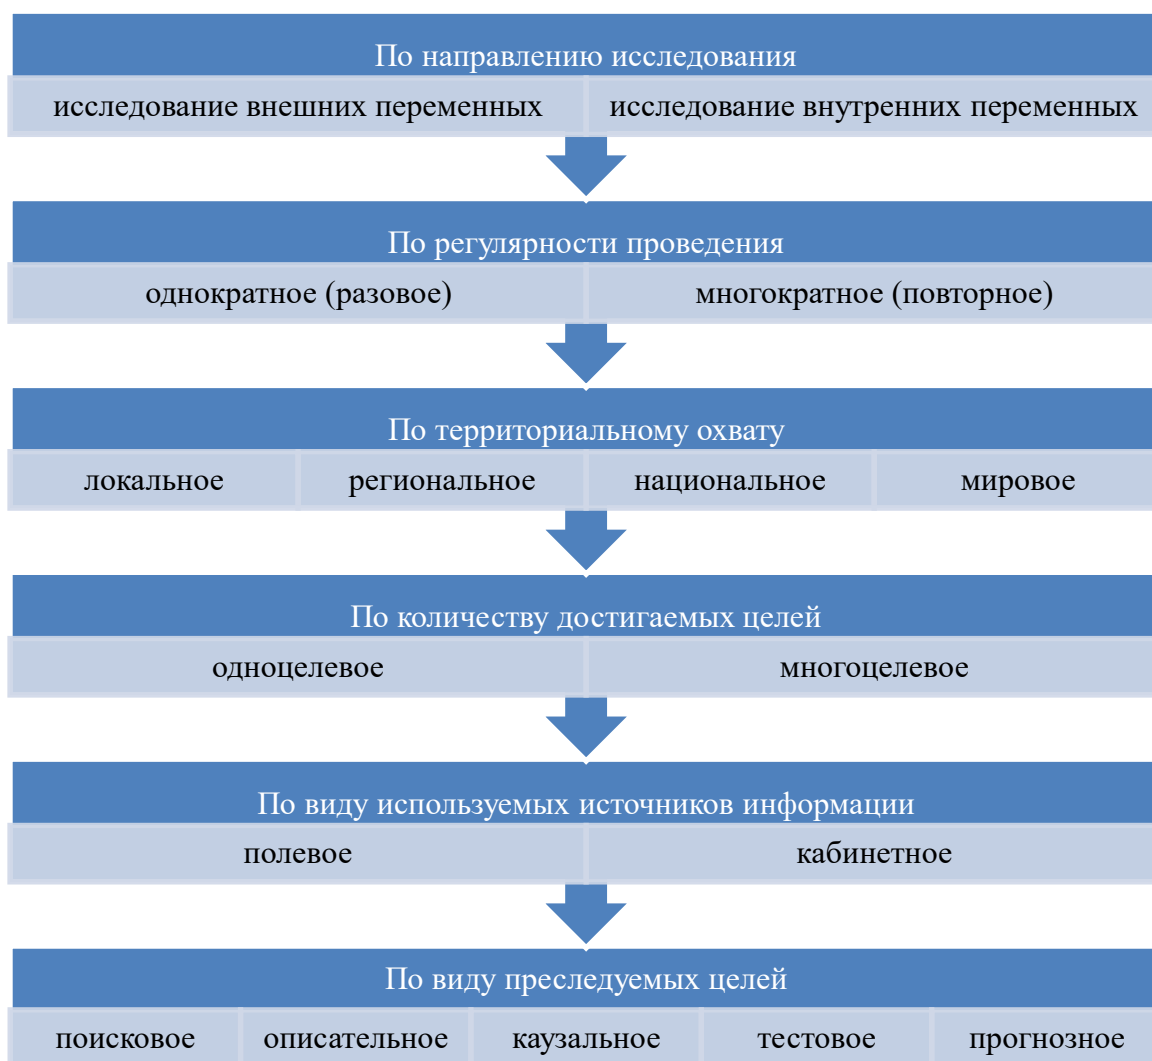 По направлению исследования
исследование внешних переменных исследование внутренних переменных
По регулярности проведения
однократное (разовое) многократное (повторное)
По территориальному охвату
локальное региональное национальное мировое
По количеству достигаемых целей
одноцелевое многоцелевое
По виду используемых источников информации
полевое кабинетное
По виду преследуемых целей
поисковое описательное каузальное тестовое прогнозное